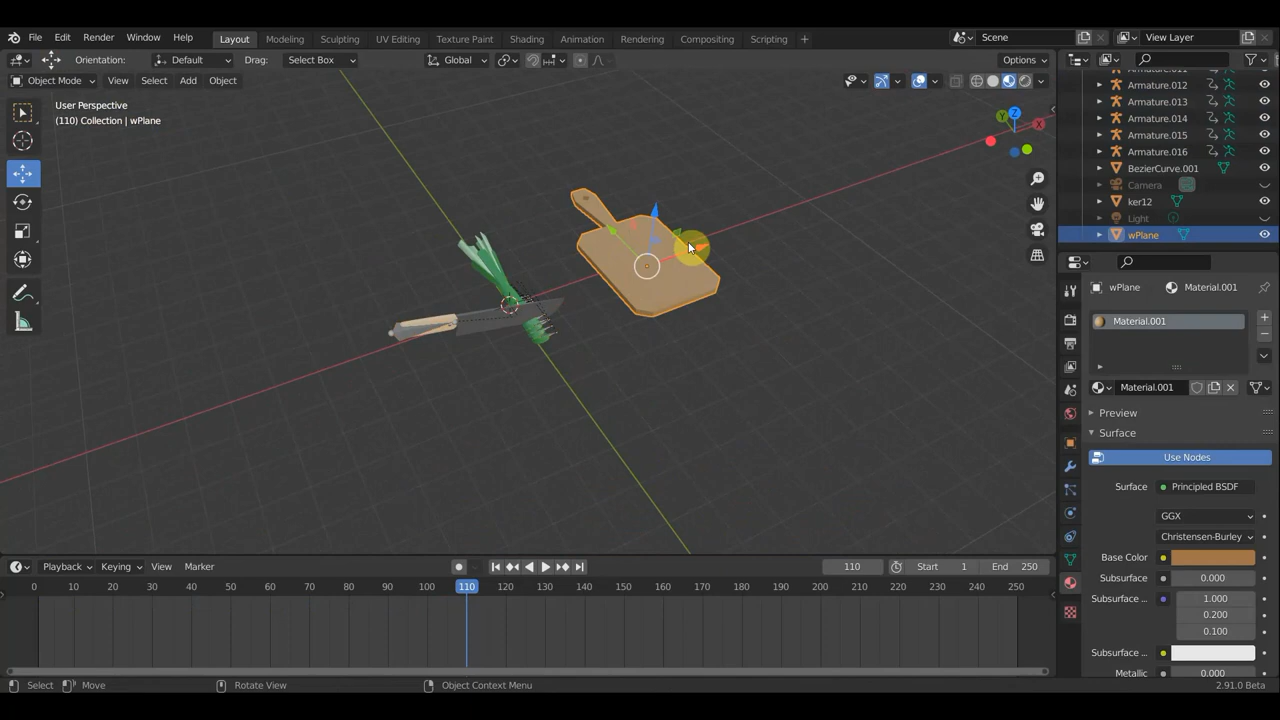 File Edit Render Window Help Layout Modeling Sculpting UV Editing Texture Paint Shading Animation Rendering Compositing Scripting + Scene View Layer
Orientation: Default Drag: Select Box Global Options
Object Mode View Select Add Object
User Perspective
(110) Collection | wPlane
Z
Y
X
Armature.012
Armature.013
Armature.014
Armature.015
Armature.016
BezierCurve.001
Camera
ker12
Light
wPlane
wPlane Material.001
Material.001
Material.001
Preview
Surface
Use Nodes
Surface Principled BSDF
GGX
Christensen-Burley
Base Color
Subsurface 0.000
Subsurface ... 1.000
0.200
0.100
Subsurface ...
Metallic 0.000
Playback Keying View Marker 110 Start 1 End 250
0 10 20 30 40 50 60 70 80 90 100 110 120 130 140 150 160 170 180 190 200 210 220 230 240 250
Select Move Rotate View Object Context Menu 2.91.0 Beta